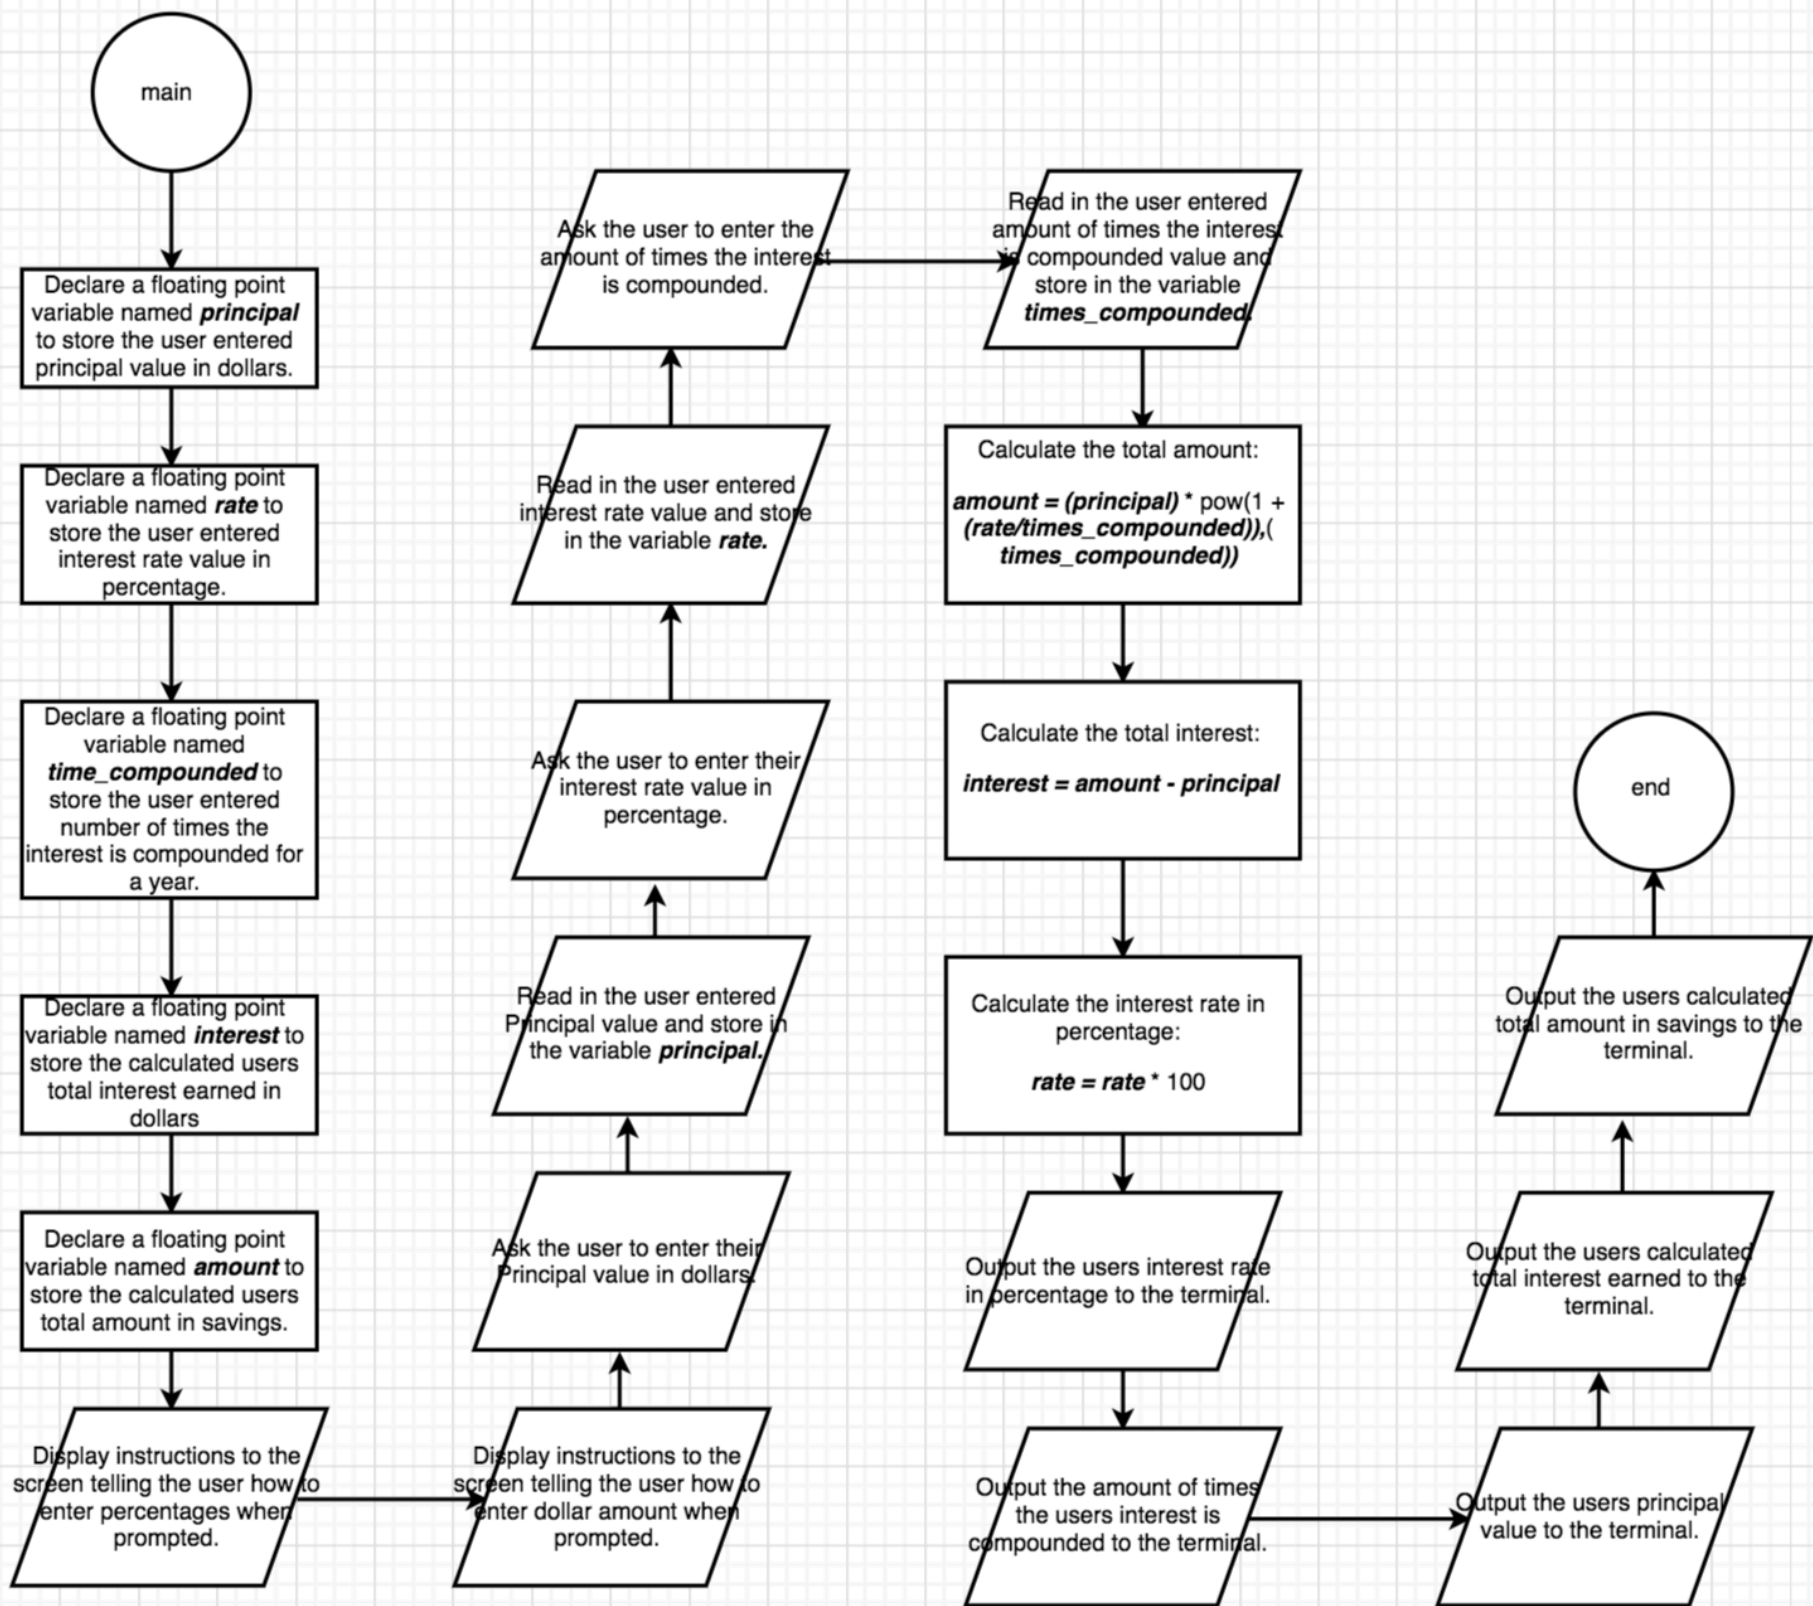 main
Declare a floating point
variable named principal
to store the user entered
principal value in dollars.
Declare a floating point
variable named rate to
store the user entered
interest rate value in
percentage.
Declare a floating point
variable named
time_compounded to
store the user entered
number of times the
interest is compounded for
a year.
Declare a floating point
variable named interest to
store the calculated users
total interest earned in
dollars
Declare a floating point
variable named amount to
store the calculated users
total amount in savings.
Display instructions to the
screen telling the user how to
enter percentages when
prompted.
Display instructions to the
screen telling the user how to
enter dollar amount when
prompted.
Ask the user to enter their
Principal value in dollars.
Read in the user entered
Principal value and store in
the variable principal.
Ask the user to enter their
interest rate value in
percentage.
Read in the user entered
interest rate value and store
in the variable rate.
Ask the user to enter the
amount of times the interest
is compounded.
Read in the user entered
amount of times the interest
is compounded value and
store in the variable
times_compounded.
Calculate the total amount:
amount = (principal) * pow(1 +
(rate/times_compounded)),(
times_compounded))
Calculate the total interest:
interest = amount - principal
Calculate the interest rate in
percentage:
rate = rate * 100
Output the users interest rate
in percentage to the terminal.
Output the amount of times
the users interest is
compounded to the terminal.
Output the users principal
value to the terminal.
Output the users calculated
total interest earned to the
terminal.
Output the users calculated
total amount in savings to the
terminal.
end